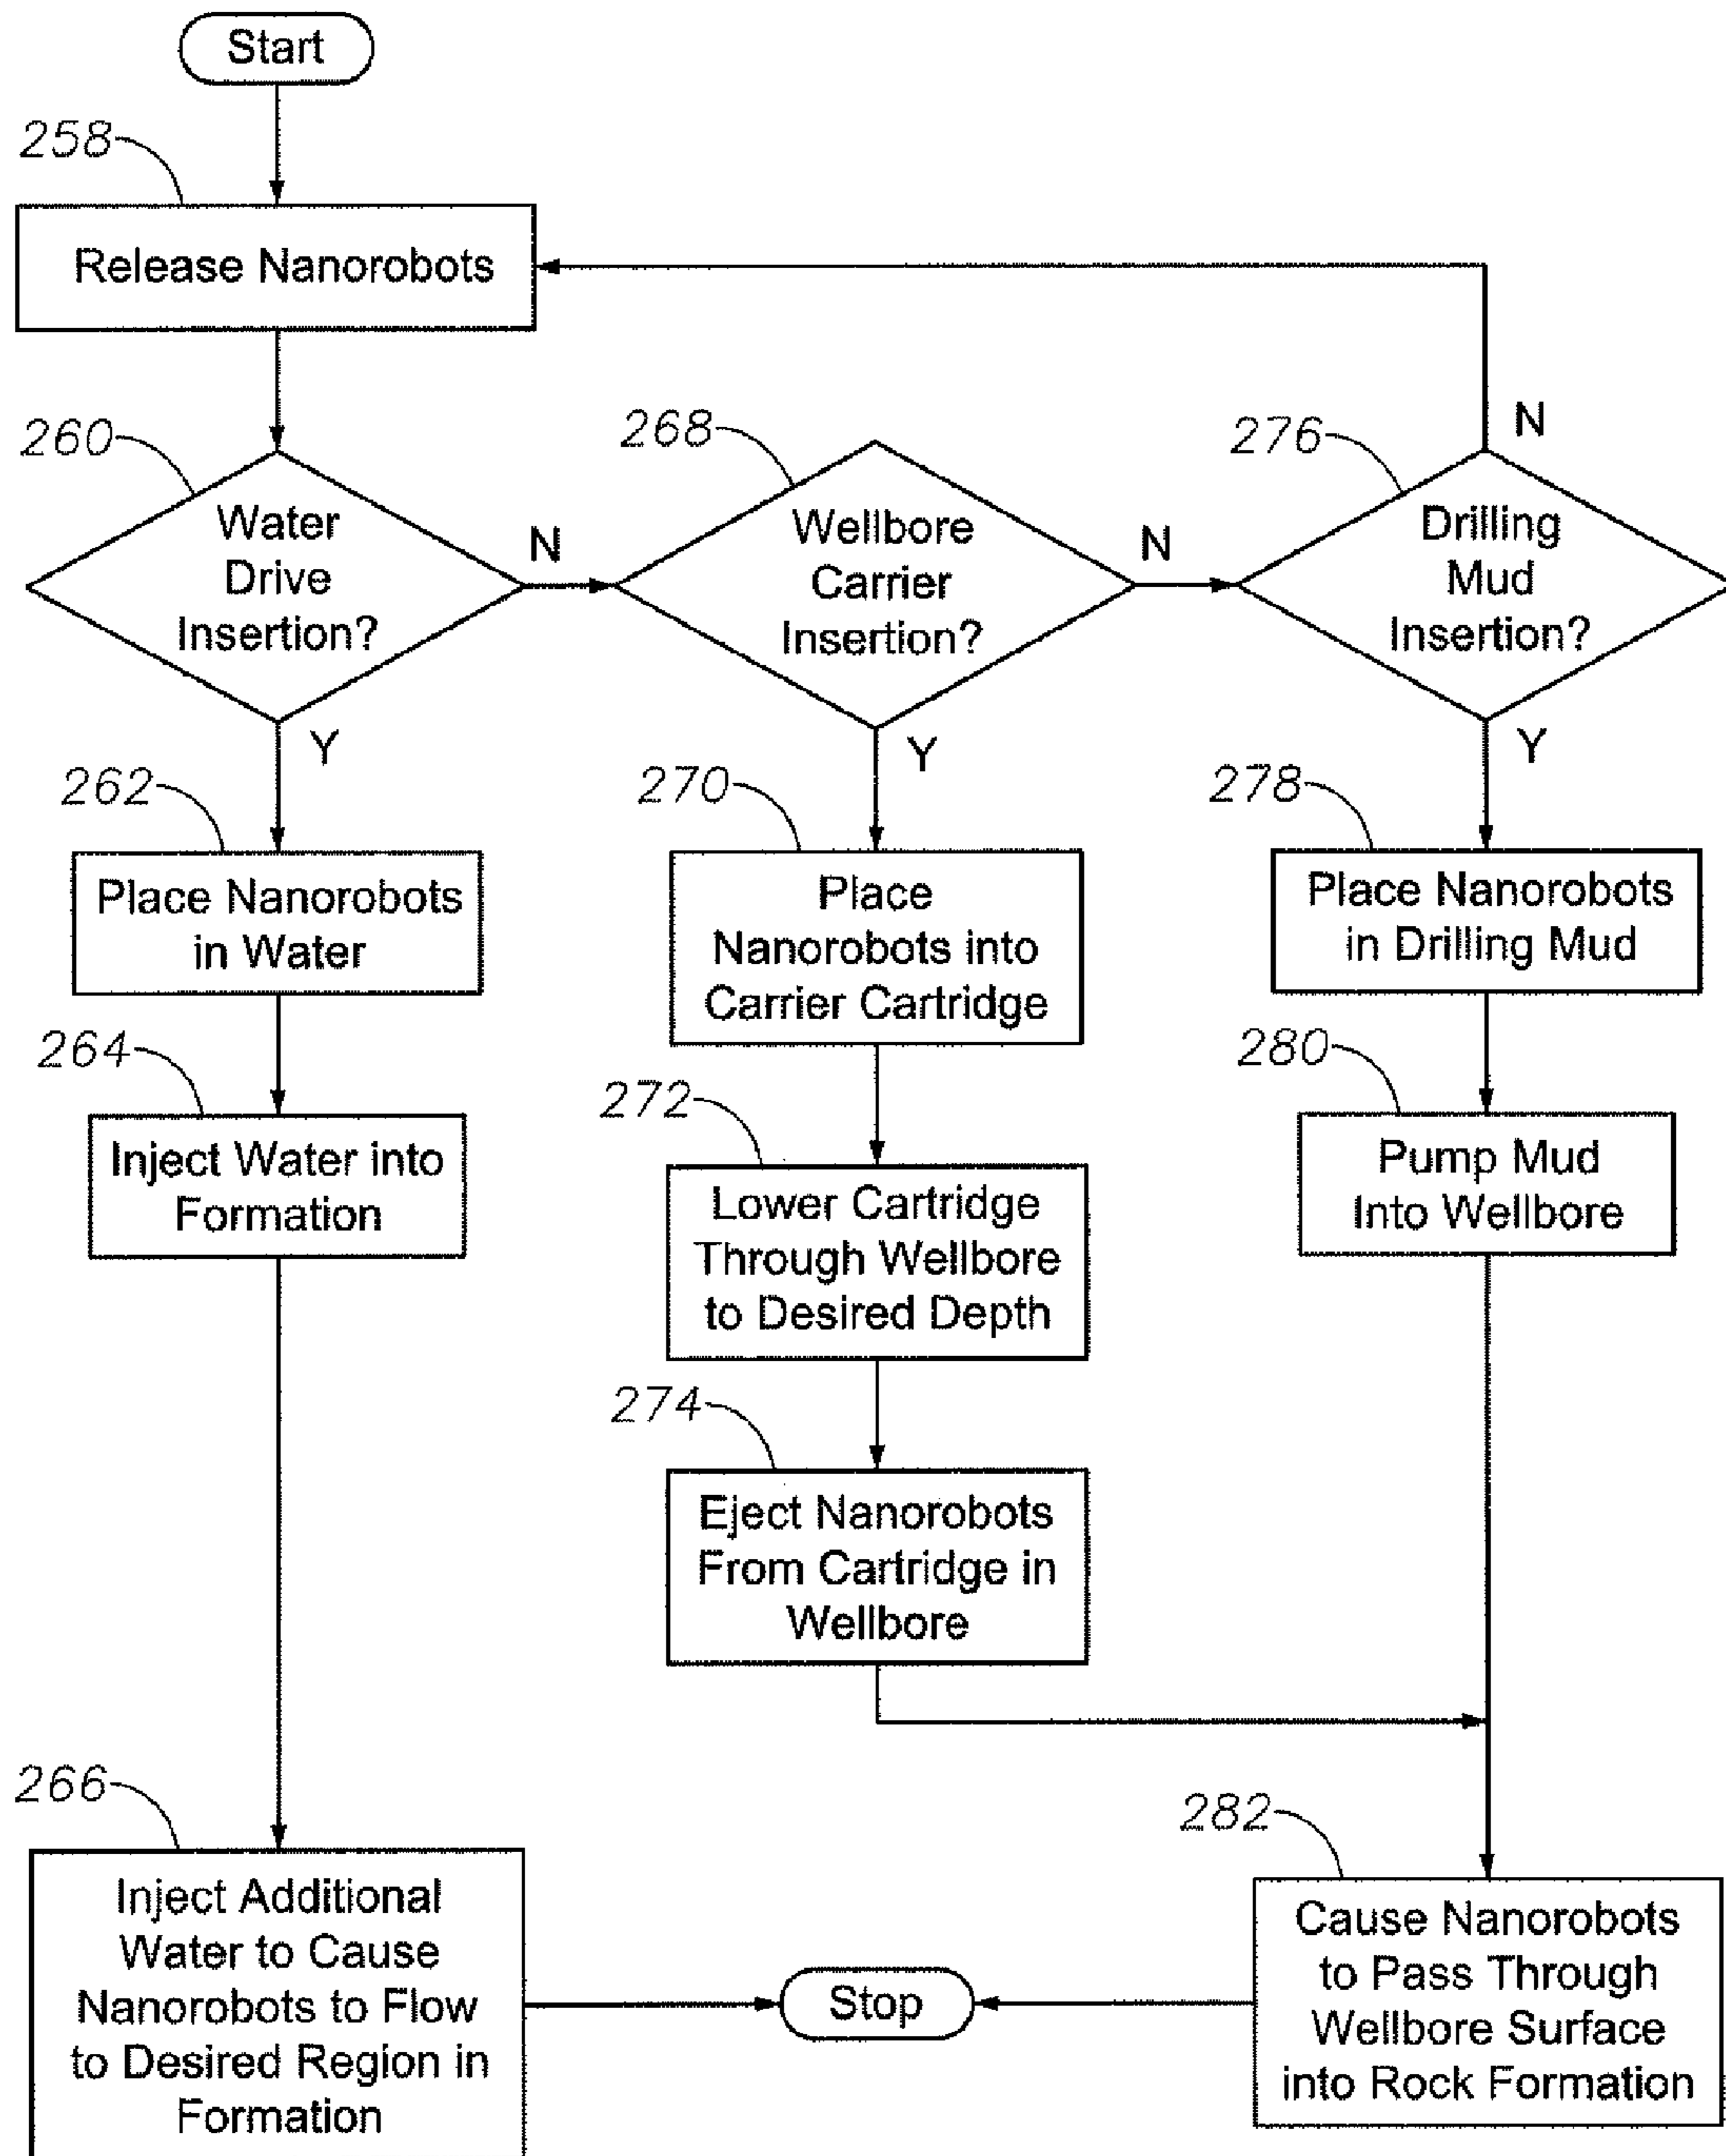 Start
258
Release Nanorobots
260
Water
Drive
Insertion?
N
268
Wellbore
Carrier
Insertion?
N
276
Drilling
Mud
Insertion?
N
Y
Y
Y
262
Place Nanorobots
in Water
264
Inject Water into
Formation
266
Inject Additional
Water to Cause
Nanorobots to Flow
to Desired Region in
Formation
270
Place
Nanorobots into
Carrier Cartridge
272
Lower Cartridge
Through Wellbore
to Desired Depth
274
Eject Nanorobots
From Cartridge in
Wellbore
278
Place Nanorobots
in Drilling Mud
280
Pump Mud
Into Wellbore
282
Cause Nanorobots
to Pass Through
Wellbore Surface
into Rock Formation
Stop